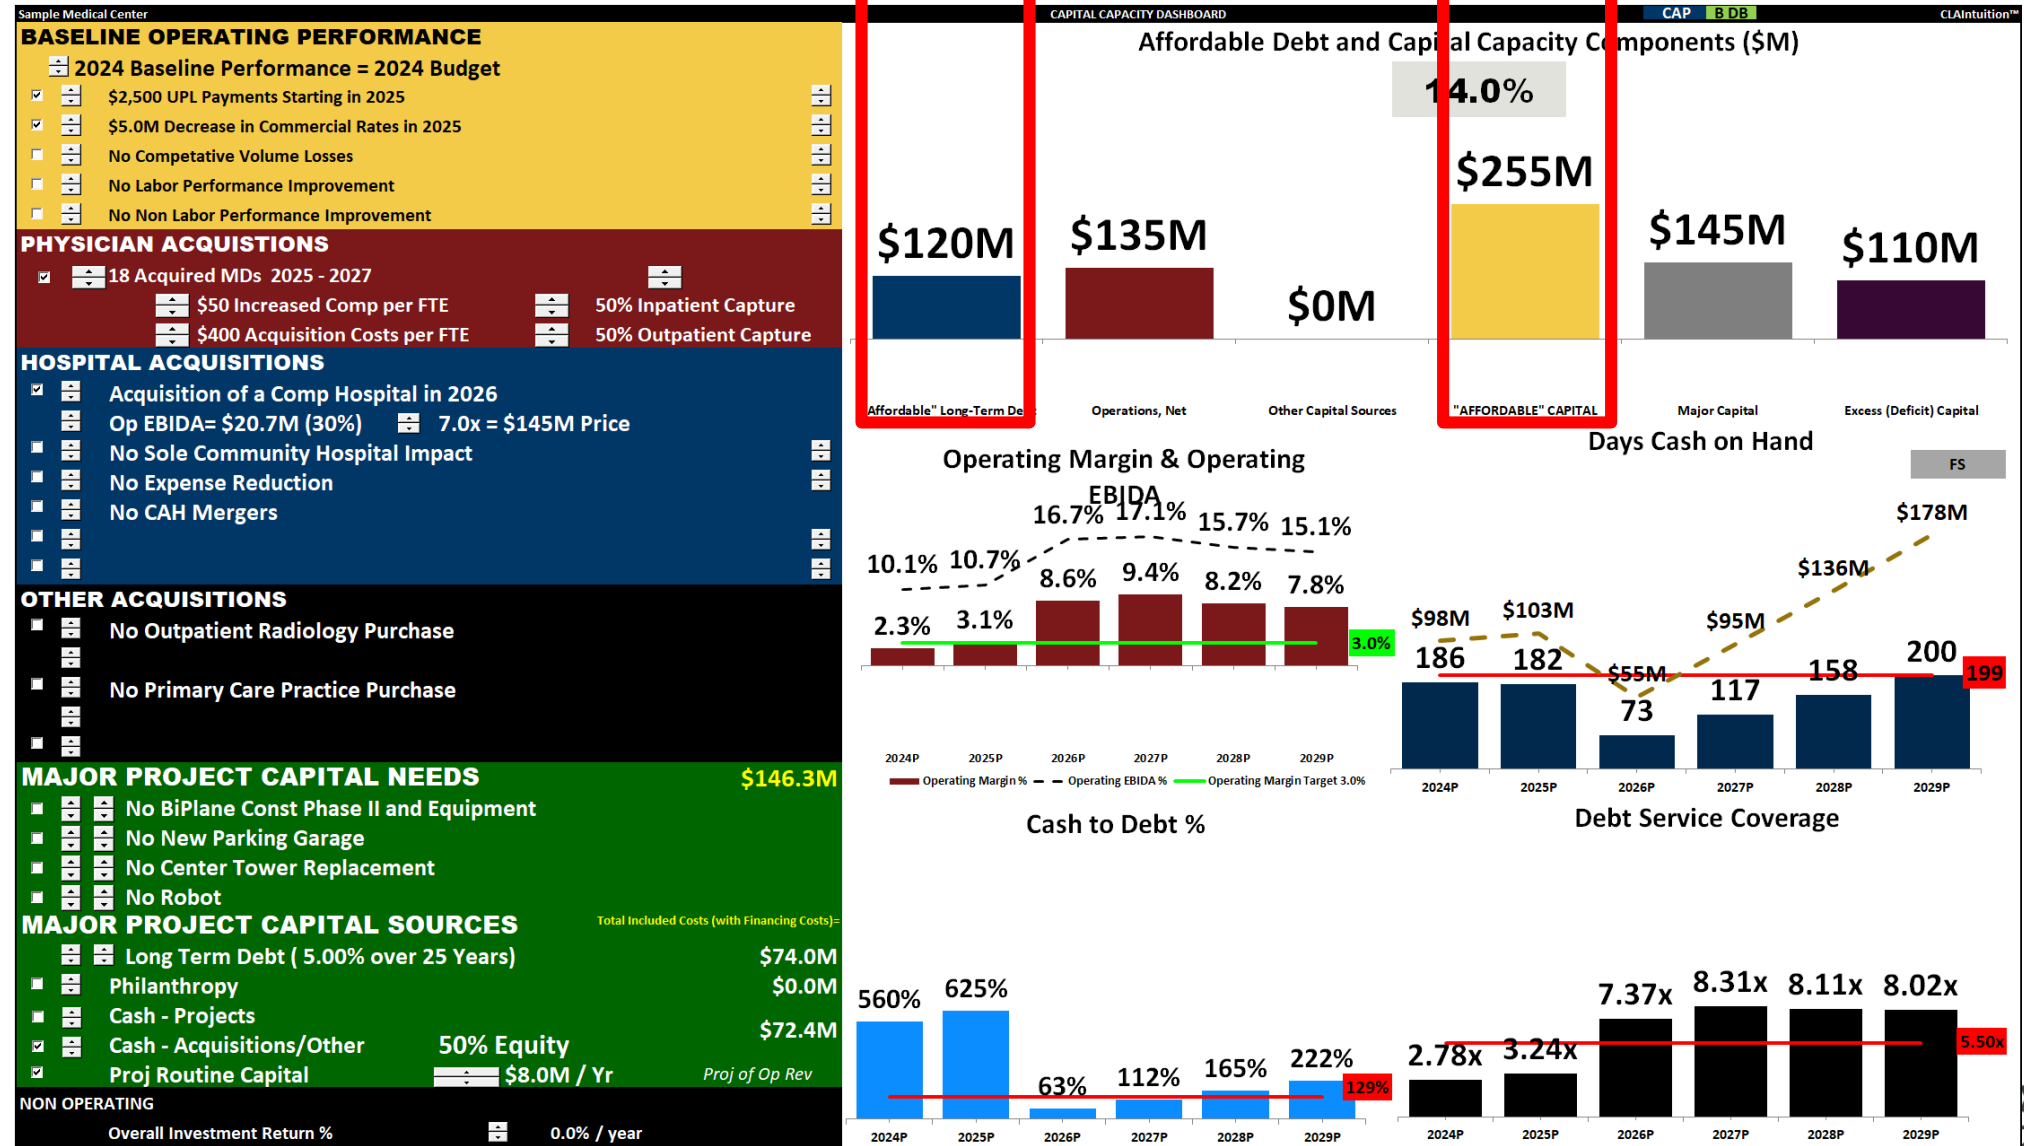 Sample Medical Center
CAPITAL CAPACITY DASHBOARD
CAP
B DB
CLAIntuition™
BASELINE OPERATING PERFORMANCE
2024 Baseline Performance = 2024 Budget
$2,500 UPL Payments Starting in 2025
$5.0M Decrease in Commercial Rates in 2025
No Competative Volume Losses
No Labor Performance Improvement
No Non Labor Performance Improvement
PHYSICIAN ACQUISTIONS
18 Acquired MDs 2025 - 2027
$50 Increased Comp per FTE
50% Inpatient Capture
$400 Acquisition Costs per FTE
50% Outpatient Capture
HOSPITAL ACQUISITIONS
Acquisition of a Comp Hospital in 2026
Op EBIDA= $20.7M (30%)
7.0x = $145M Price
No Sole Community Hospital Impact
No Expense Reduction
No CAH Mergers
OTHER ACQUISITIONS
No Outpatient Radiology Purchase
No Primary Care Practice Purchase
MAJOR PROJECT CAPITAL NEEDS
$146.3M
No BiPlane Const Phase II and Equipment
No New Parking Garage
No Center Tower Replacement
No Robot
MAJOR PROJECT CAPITAL SOURCES
Total Included Costs (with Financing Costs)=
Long Term Debt ( 5.00% over 25 Years)
$74.0M
Philanthropy
$0.0M
Cash - Projects
$72.4M
Cash - Acquisitions/Other
50% Equity
Proj Routine Capital
$8.0M / Yr
Proj of Op Rev
NON OPERATING
Overall Investment Return %
0.0% / year
Affordable Debt and Capital Capacity Components ($M)
14.0%
$120M
$135M
$0M
$255M
$145M
$110M
Affordable" Long-Term De
Operations, Net
Other Capital Sources
"AFFORDABLE" CAPITAL
Major Capital
Excess (Deficit) Capital
Operating Margin & Operating
EBIDA
10.1%
10.7%
16.7%
17.1%
15.7%
15.1%
2.3%
3.1%
8.6%
9.4%
8.2%
7.8%
3.0%
2024P
2025P
2026P
2027P
2028P
2029P
Operating Margin %
Operating EBIDA %
Operating Margin Target 3.0%
Days Cash on Hand
FS
$98M
$103M
$55M
$95M
$136M
$178M
186
182
73
117
158
200
199
2024P
2025P
2026P
2027P
2028P
2029P
Cash to Debt %
560%
625%
63%
112%
165%
222%
129%
2024P
2025P
2026P
2027P
2028P
2029P
Debt Service Coverage
2.78x
3.24x
7.37x
8.31x
8.11x
8.02x
5.50x
2024P
2025P
2026P
2027P
2028P
2029P